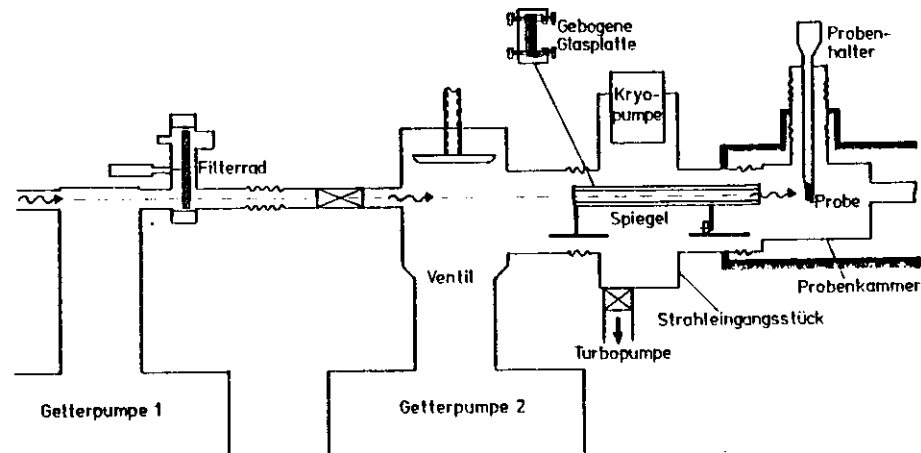 Gebogene
Glasplatte
Proben-
halter
Kryo-
pumpe
Filterrad
Spiegel
Probe
Ventil
Probenkammer
Strahleingangsstück
Turbopumpe
Getterpumpe 1
Getterpumpe 2